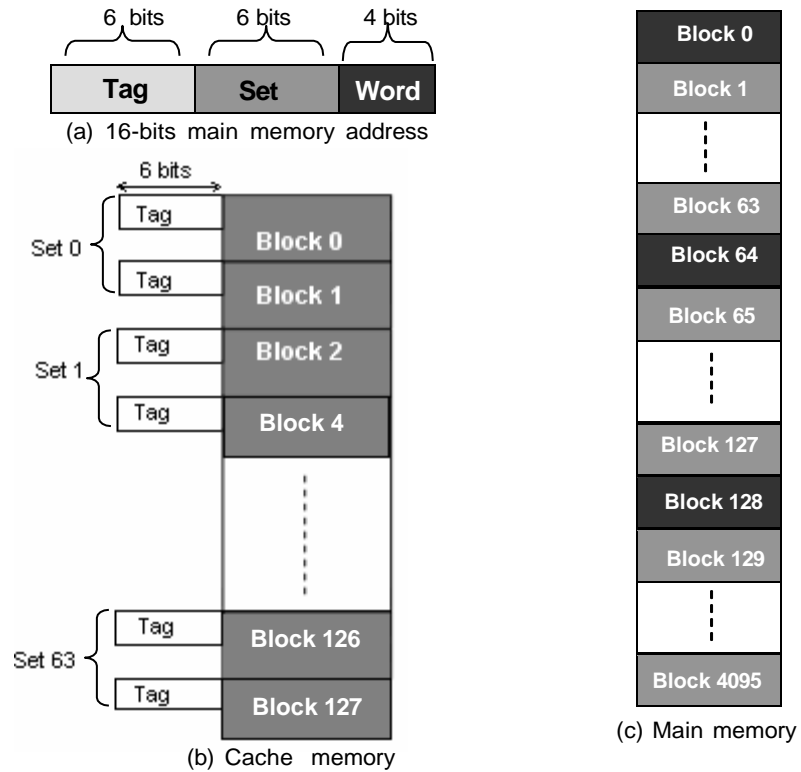 6 bits 6 bits 4 bits
Tag Set Word
(a) 16-bits main memory address
6 bits
Set 0
Tag
Block 0
Tag
Block 1
Set 1
Tag
Block 2
Tag
Block 4
Set 63
Tag
Block 126
Tag
Block 127
(b) Cache memory
Block 0
Block 1
Block 63
Block 64
Block 65
Block 127
Block 128
Block 129
Block 4095
(c) Main memory